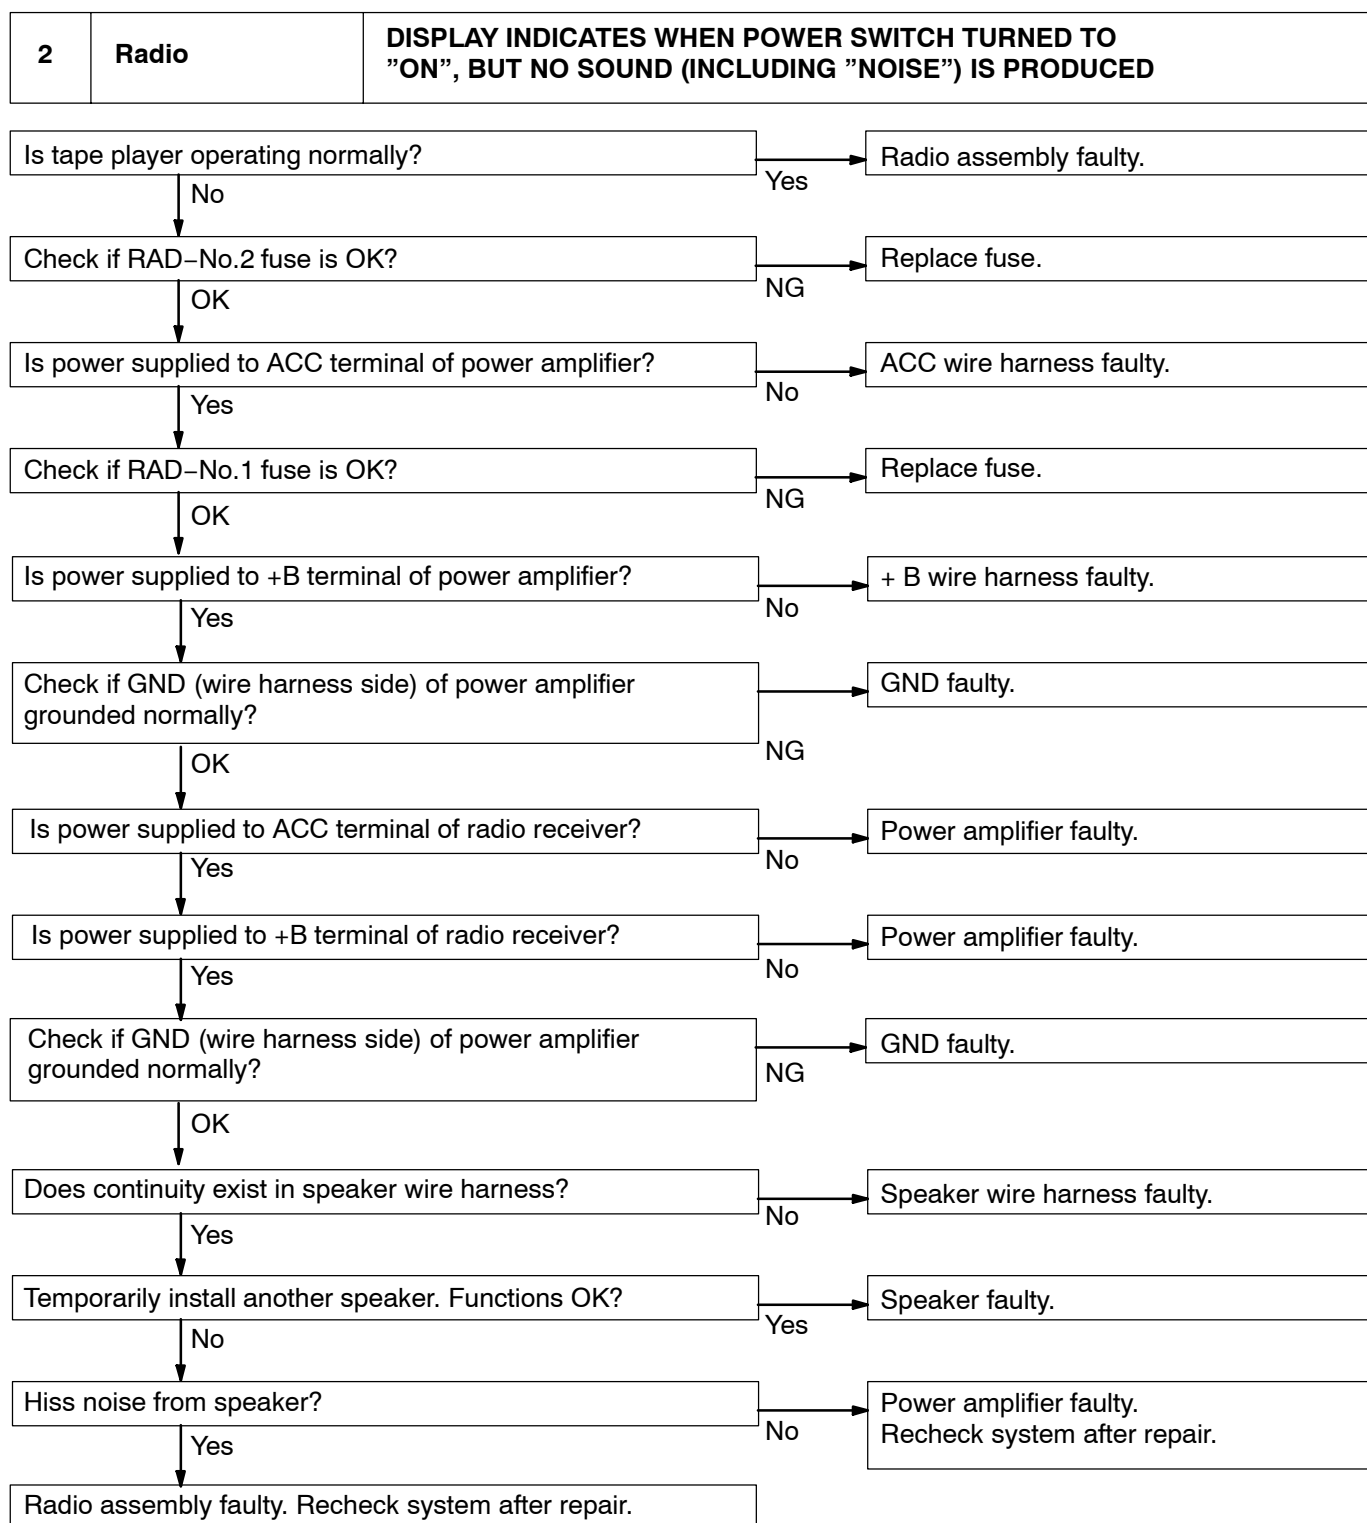 2
Radio
DISPLAY INDICATES WHEN POWER SWITCH TURNED TO
”ON”, BUT NO SOUND (INCLUDING ”NOISE”) IS PRODUCED
Is tape player operating normally?
Yes
Radio assembly faulty.
No
Check if RAD–No.2 fuse is OK?
NG
Replace fuse.
OK
Is power supplied to ACC terminal of power amplifier?
No
ACC wire harness faulty.
Yes
Check if RAD–No.1 fuse is OK?
NG
Replace fuse.
OK
Is power supplied to +B terminal of power amplifier?
No
+ B wire harness faulty.
Yes
Check if GND (wire harness side) of power amplifier
grounded normally?
NG
GND faulty.
OK
Is power supplied to ACC terminal of radio receiver?
No
Power amplifier faulty.
Yes
Is power supplied to +B terminal of radio receiver?
No
Power amplifier faulty.
Yes
Check if GND (wire harness side) of power amplifier
grounded normally?
NG
GND faulty.
OK
Does continuity exist in speaker wire harness?
No
Speaker wire harness faulty.
Yes
Temporarily install another speaker. Functions OK?
Yes
Speaker faulty.
No
Hiss noise from speaker?
No
Power amplifier faulty.
Recheck system after repair.
Yes
Radio assembly faulty. Recheck system after repair.